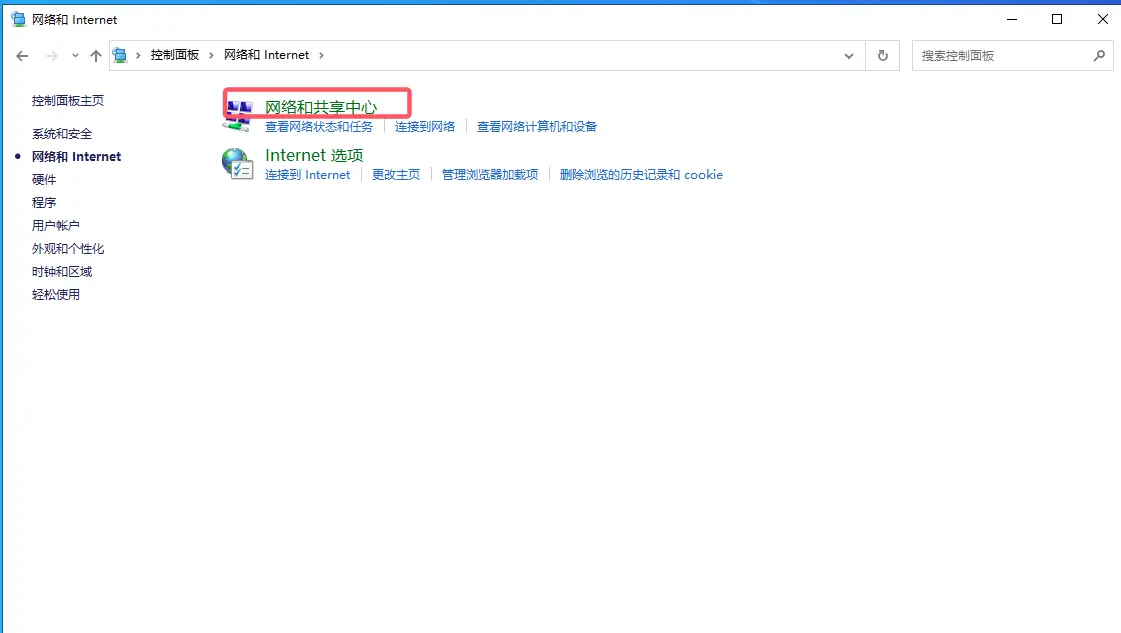 网络和 Internet
控制面板 网络和 Internet
搜索控制面板
控制面板主页
系统和安全
网络和 Internet
硬件
程序
用户帐户
外观和个性化
时钟和区域
轻松使用
网络和共享中心
查看网络状态和任务 连接到网络 查看网络计算机和设备
Internet 选项
连接到 Internet 更改主页 管理浏览器加载项 删除浏览的历史记录和 cookie